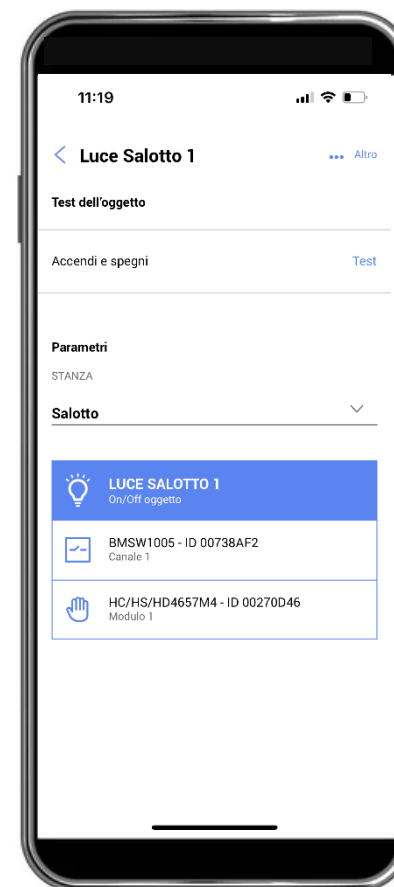 11:19
Luce Salotto 1
••• Altro
Test dell'oggetto
Accendi e spegni
Test
Parametri
STANZA
Salotto
LUCE SALOTTO 1
On/Off oggetto
BMSW1005 - ID 00738AF2
Canale 1
HC/HS/HD4657M4 - ID 00270D46
Modulo 1